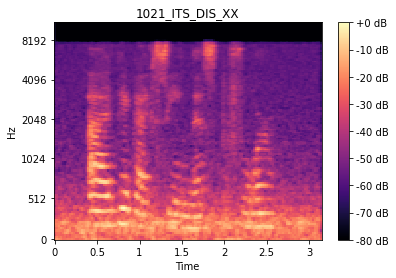 1021_ITS_DIS_XX
+0 dB
8192
-10 dB
4096
-20 dB
-30 dB
2048
Hz
-40 dB
1024
-50 dB
512
-60 dB
-70 dB
0
-80 dB
0 0.5 1 1.5 2 2.5 3
Time